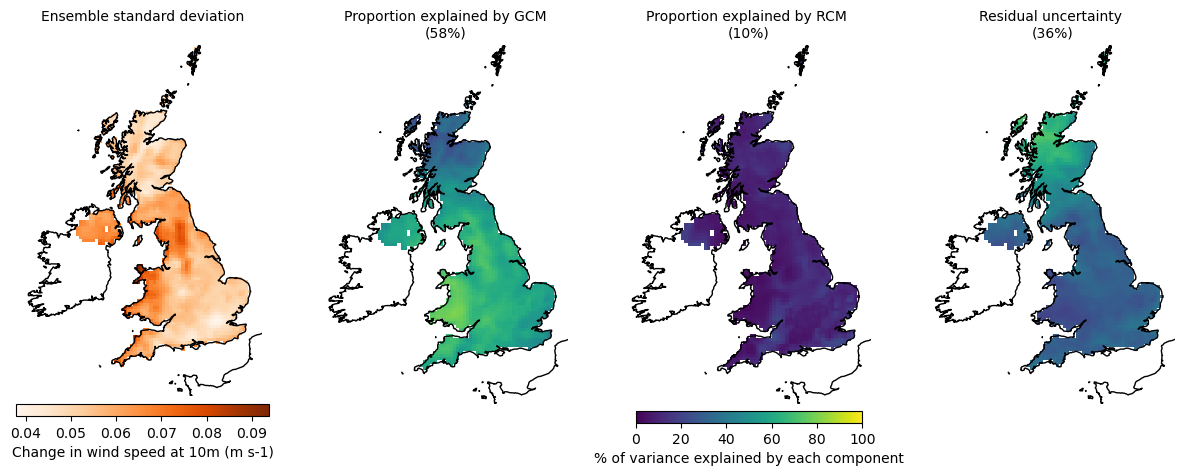 Ensemble standard deviation
Proportion explained by GCM
(58%)
Proportion explained by RCM
(10%)
Residual uncertainty
(36%)
0.04 0.05 0.06 0.07 0.08 0.09
Change in wind speed at 10m (m s-1)
0 20 40 60 80 100
% of variance explained by each component